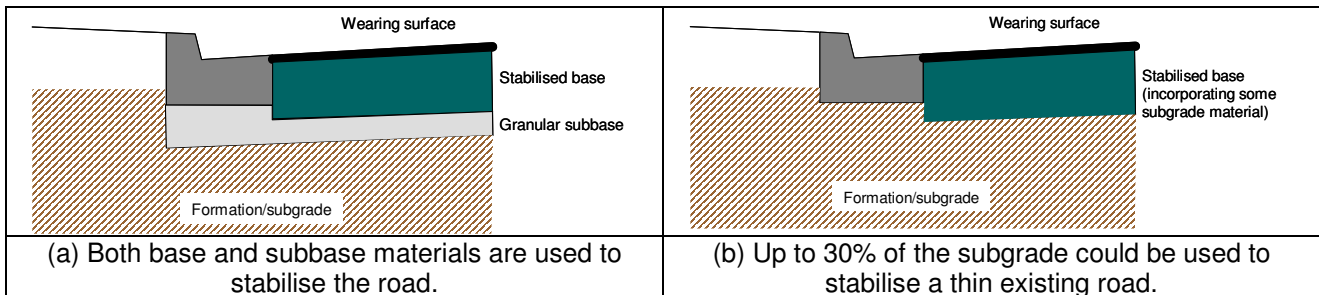 Wearing surface
Stabilised base
Granular subbase
Formation/subgrade
(a) Both base and subbase materials are used to
stabilise the road.
Wearing surface
Stabilised base
(incorporating some
subgrade material)
Formation/subgrade
(b) Up to 30% of the subgrade could be used to
stabilise a thin existing road.